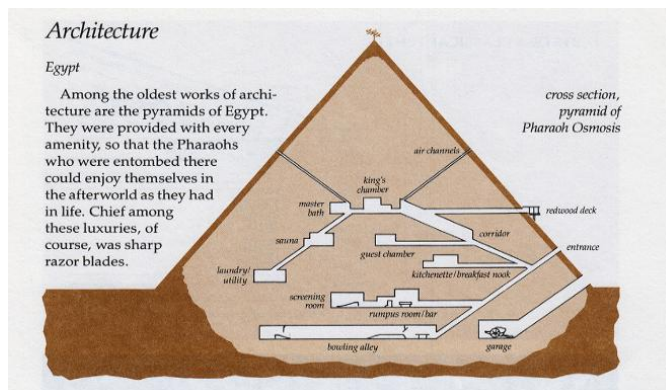 Architecture
Egypt
Among the oldest works of archi-
tecture are the pyramids of Egypt.
They were provided with every
amenity, so that the Pharaohs
who were entombed there
could enjoy themselves in
the afterworld as they had
in life. Chief among
these luxuries, of
course, was sharp
razor blades.
cross section,
pyramid of
Pharaoh Osmosis
air channels
king's
chamber
master
bath
redwood deck
corridor
sauna
entrance
guest chamber
laundry/
utility
kitchenette/breakfast nook
screening
room
rumpus room/bar
bowling alley
garage